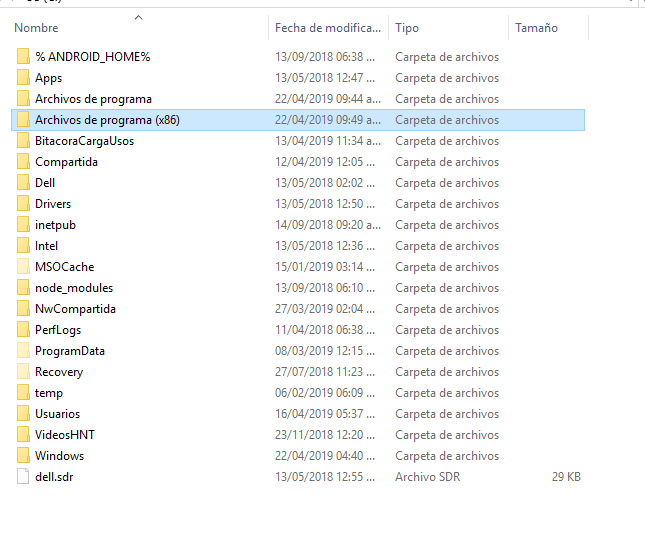 Nombre Fecha de modifica... Tipo Tamaño
% ANDROID_HOME% 13/09/2018 06:38 ... Carpeta de archivos
Apps 13/05/2018 12:47 ... Carpeta de archivos
Archivos de programa 22/04/2019 09:44 a... Carpeta de archivos
Archivos de programa (x86) 22/04/2019 09:49 a... Carpeta de archivos
BitacoraCargaUsos 13/04/2019 11:34 a... Carpeta de archivos
Compartida 12/04/2019 12:05 ... Carpeta de archivos
Dell 13/05/2018 02:02 ... Carpeta de archivos
Drivers 13/05/2018 12:50 ... Carpeta de archivos
inetpub 14/09/2018 09:20 a... Carpeta de archivos
Intel 13/05/2018 12:36 ... Carpeta de archivos
MSOCache 15/01/2019 03:14 ... Carpeta de archivos
node_modules 13/09/2018 06:10 ... Carpeta de archivos
NwCompartida 27/03/2019 02:04 ... Carpeta de archivos
PerfLogs 11/04/2018 06:38 ... Carpeta de archivos
ProgramData 08/03/2019 12:15 ... Carpeta de archivos
Recovery 27/07/2018 11:23 ... Carpeta de archivos
temp 06/02/2019 06:09 ... Carpeta de archivos
Usuarios 16/04/2019 05:37 ... Carpeta de archivos
VideosHNT 23/11/2018 12:20 ... Carpeta de archivos
Windows 22/04/2019 04:40 ... Carpeta de archivos
dell.sdr 13/05/2018 12:55 ... Archivo SDR 29 KB